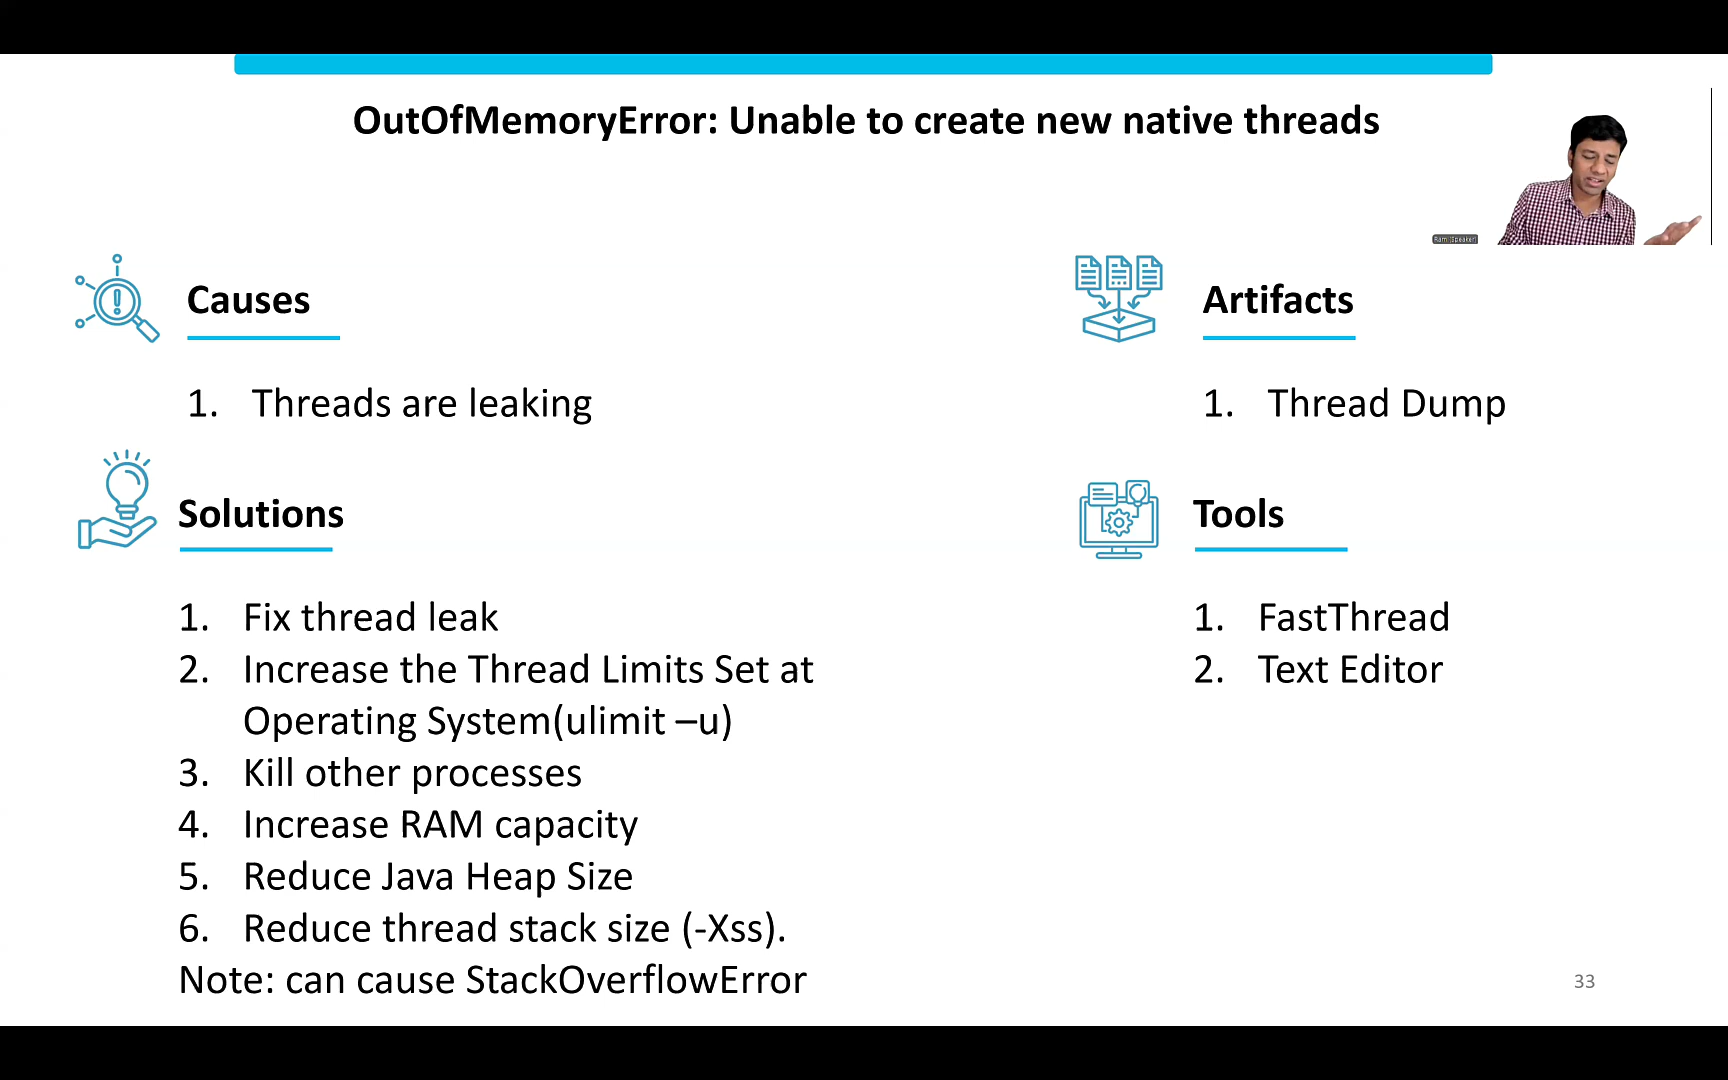 OutOfMemoryError: Unable to create new native threads
Ram (Speaker)
Causes
1. Threads are leaking
Artifacts
1. Thread Dump
Solutions
1. Fix thread leak
2. Increase the Thread Limits Set at
Operating System(ulimit –u)
3. Kill other processes
4. Increase RAM capacity
5. Reduce Java Heap Size
6. Reduce thread stack size (-Xss).
Note: can cause StackOverflowError
Tools
1. FastThread
2. Text Editor
33